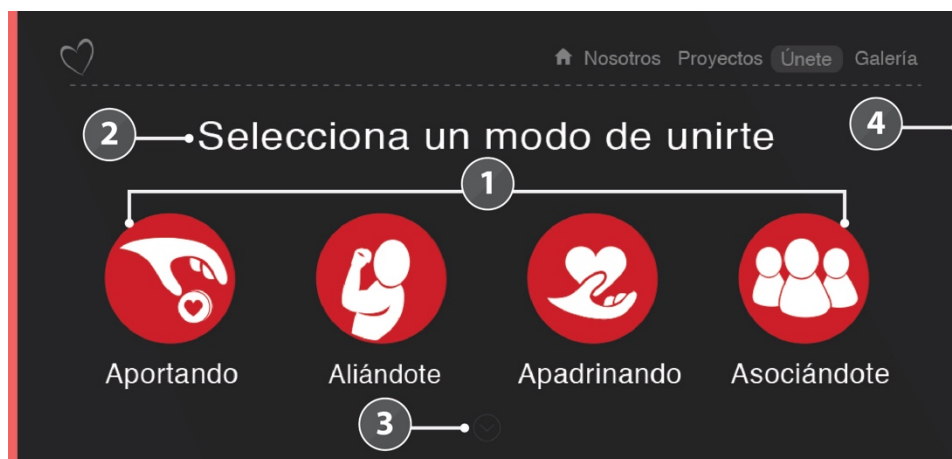 Nosotros Proyectos Únete Galería
2 Selecciona un modo de unirte 4
1
Aportando Aliándote Apadrinando Asociándote
3